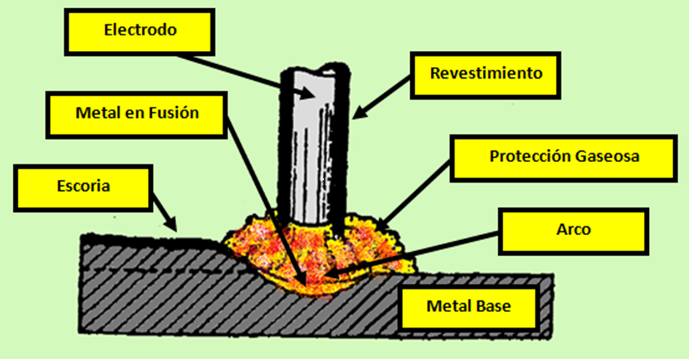 Electrodo
Revestimiento
Metal en Fusión
Protección Gaseosa
Escoria
Arco
Metal Base